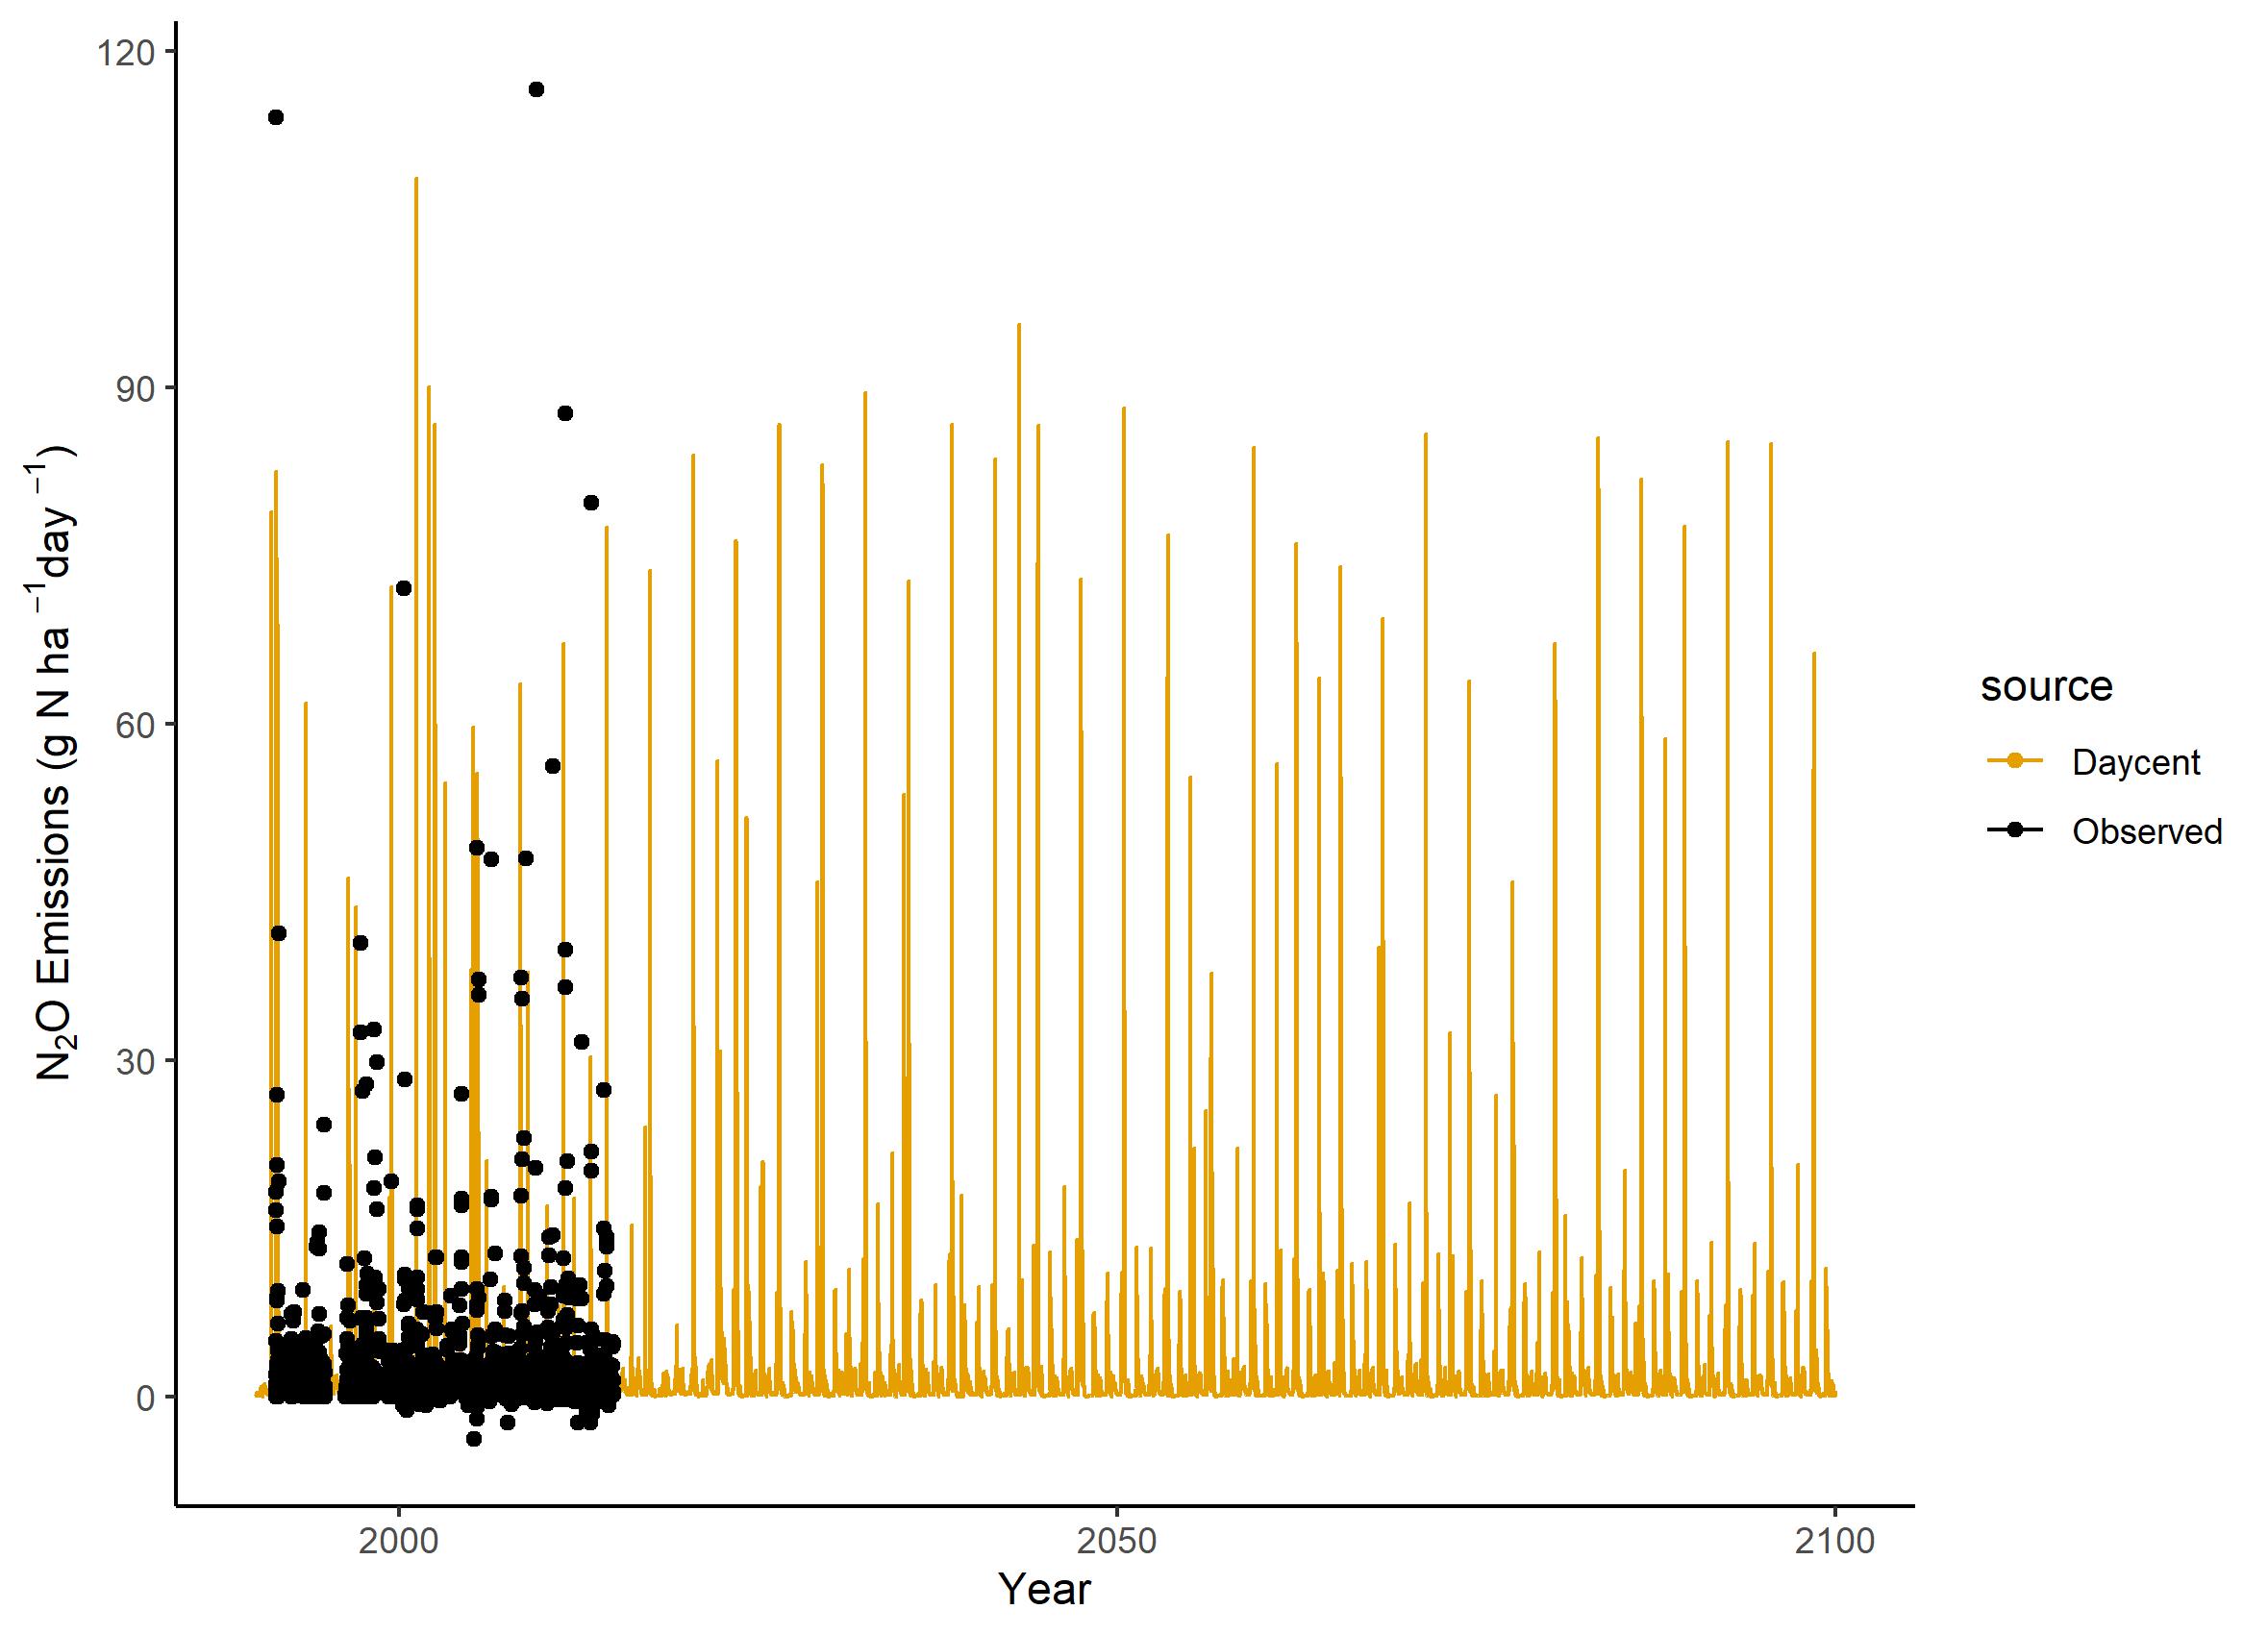 120
90
60
30
0
N₂O Emissions (g N ha ⁻¹day ⁻¹)
2000
2050
2100
Year
source
Daycent
Observed